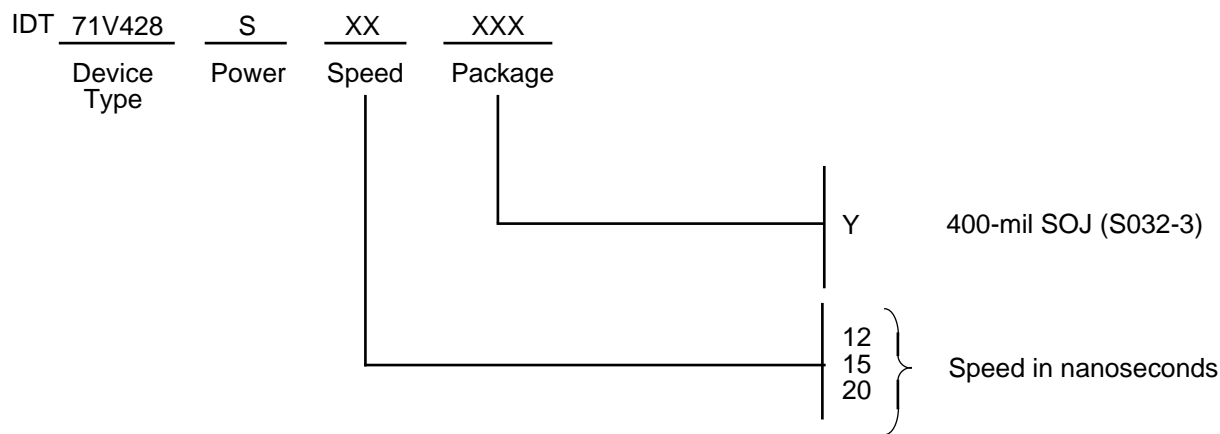 IDT 71V428 S XX XXX
Device Type Power Speed Package
Y 400-mil SOJ (S032-3)
12
15 Speed in nanoseconds
20